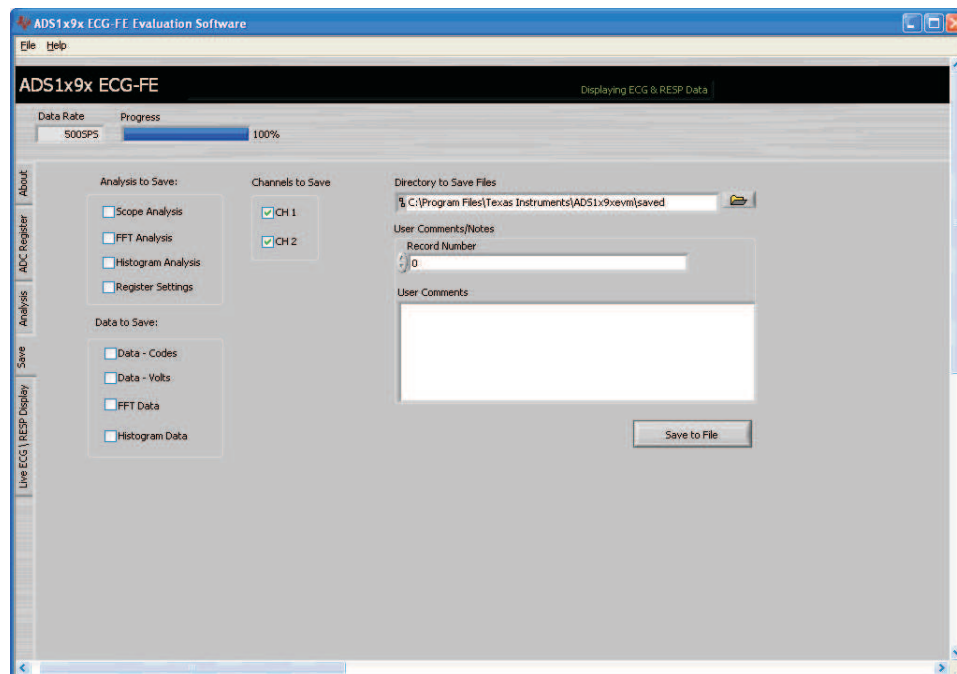 ADS1x9x ECG-FE Evaluation Software
File Help
ADS1x9x ECG-FE
Displaying ECG & RESP Data
Data Rate Progress
500SPS 100%
About
ADC Register
Analysis
Save
Live ECG \ RESP Display
Analysis to Save:
Scope Analysis
FFT Analysis
Histogram Analysis
Register Settings
Data to Save:
Data - Codes
Data - Volts
FFT Data
Histogram Data
Channels to Save
CH 1
CH 2
Directory to Save Files
C:\Program Files\Texas Instruments\ADS1x9xevm\saved
User Comments/Notes
Record Number
0
User Comments
Save to File